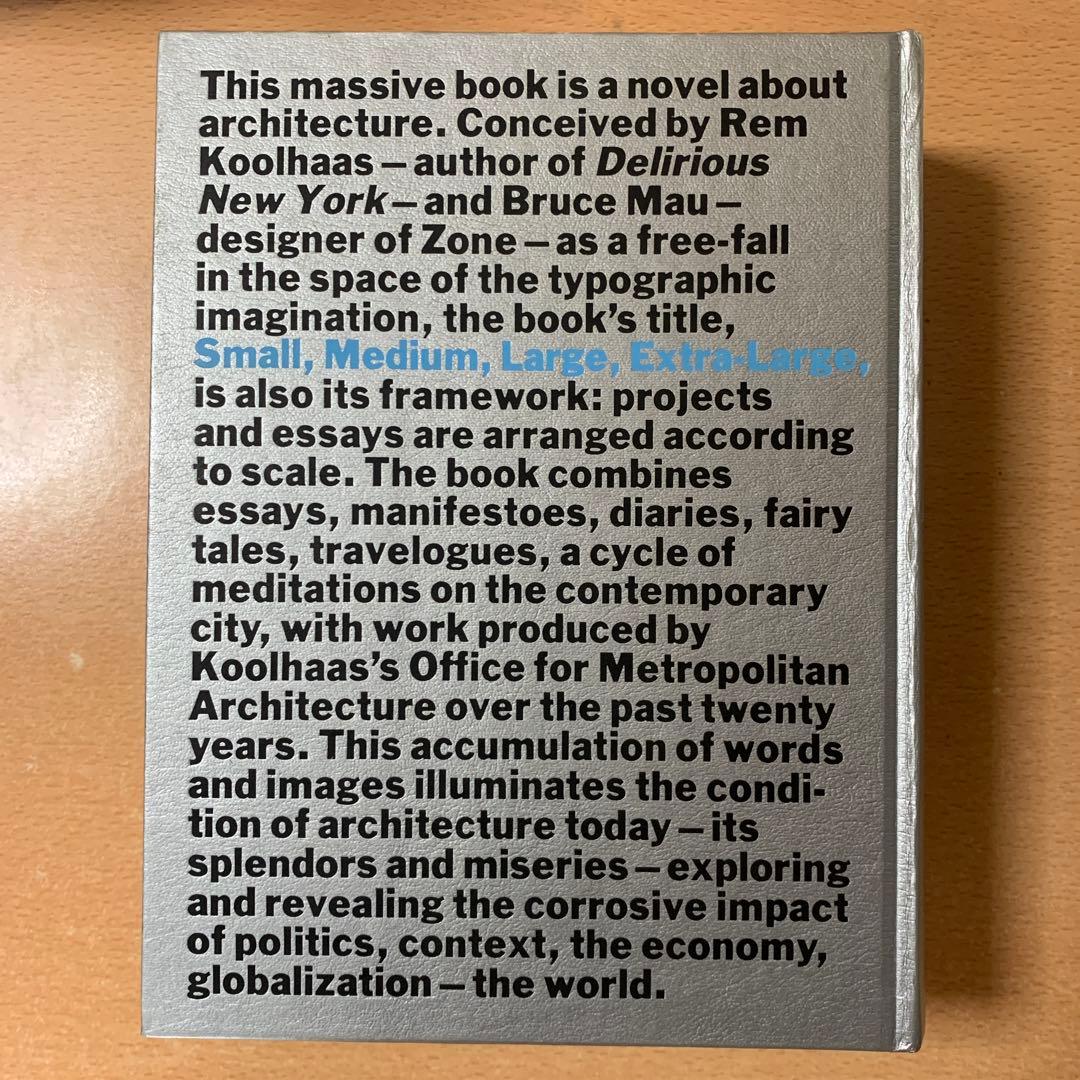 This massive book is a novel about
architecture. Conceived by Rem
Koolhaas – author of Delirious
New York – and Bruce Mau –
designer of Zone – as a free-fall
in the space of the typographic
imagination, the book’s title,
Small, Medium, Large, Extra-Large,
is also its framework: projects
and essays are arranged according
to scale. The book combines
essays, manifestoes, diaries, fairy
tales, travelogues, a cycle of
meditations on the contemporary
city, with work produced by
Koolhaas’s Office for Metropolitan
Architecture over the past twenty
years. This accumulation of words
and images illuminates the condi-
tion of architecture today – its
splendors and miseries – exploring
and revealing the corrosive impact
of politics, context, the economy,
globalization – the world.